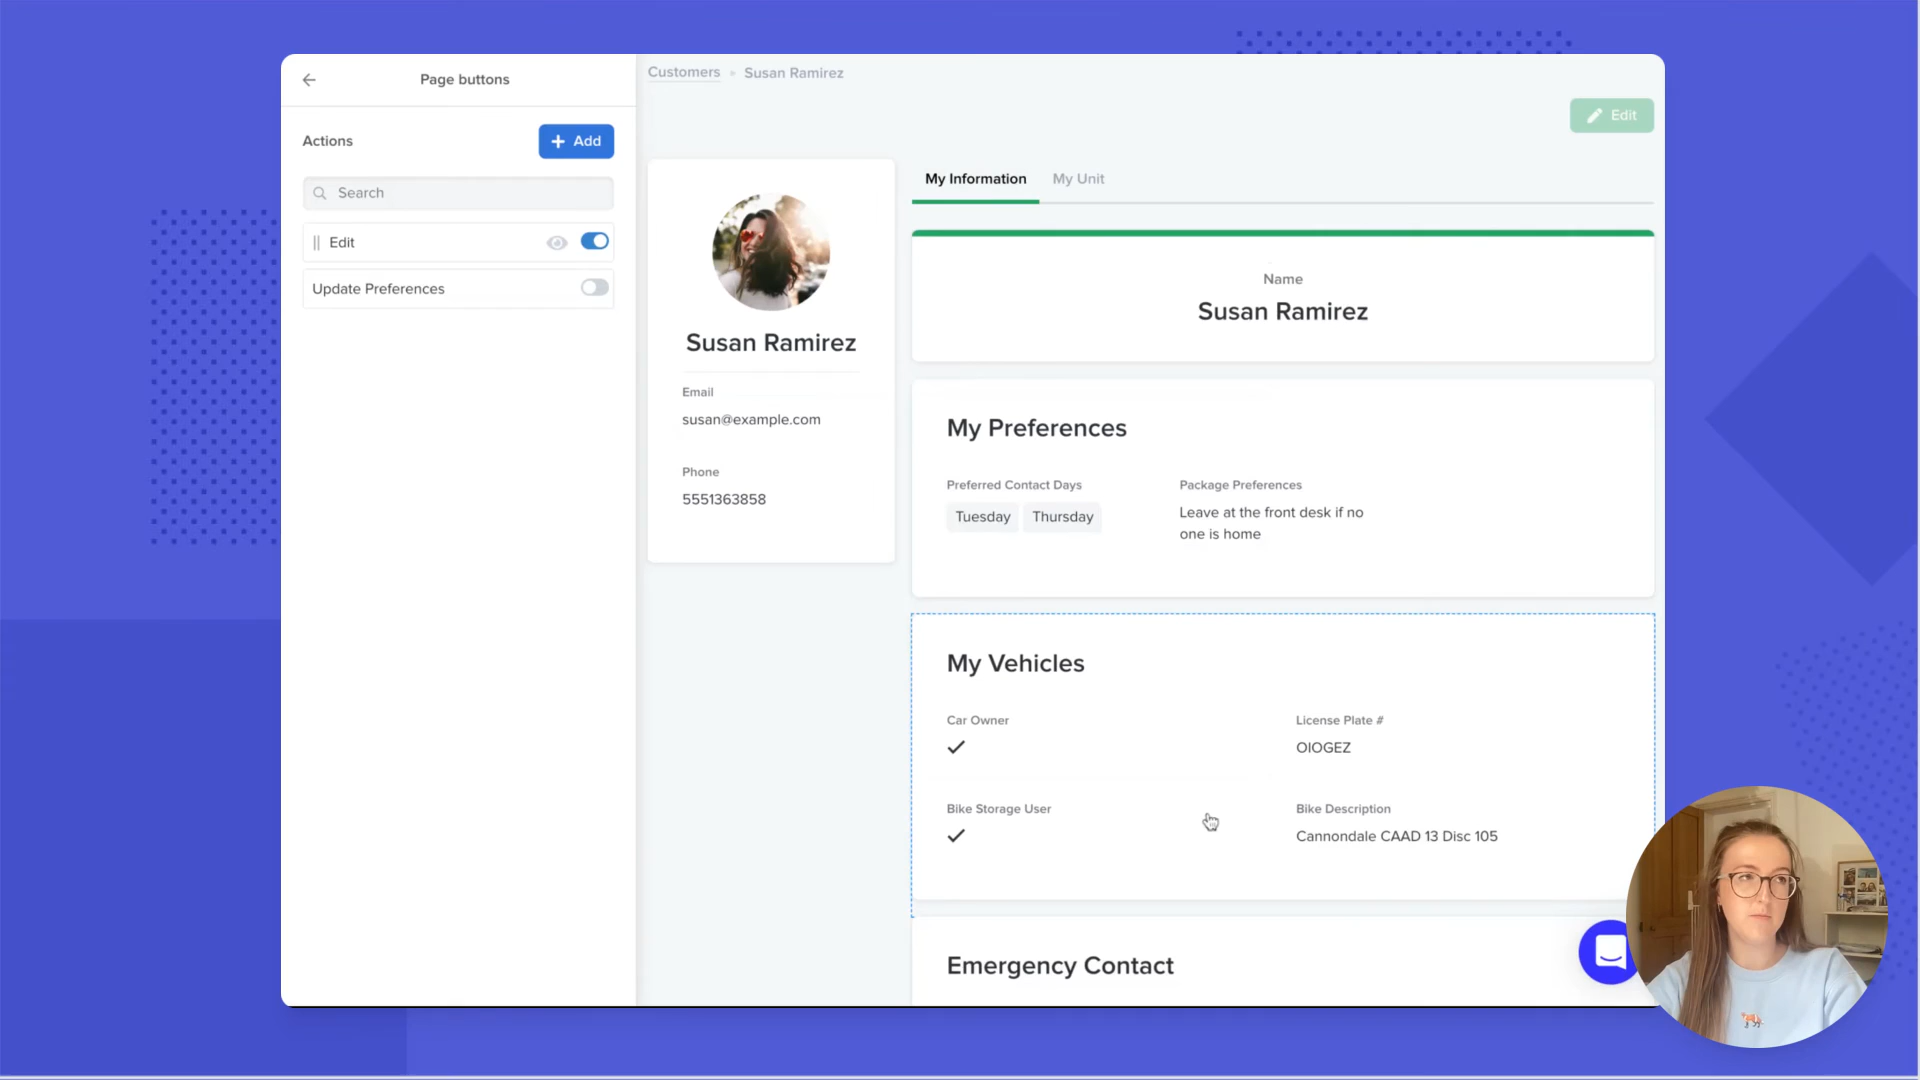 Page buttons
Actions
Add
Search
Edit
Update Preferences
Customers
Susan Ramirez
Edit
Susan Ramirez
Email
susan@example.com
Phone
5551363858
My Information
My Unit
Name
Susan Ramirez
My Preferences
Preferred Contact Days
Tuesday
Thursday
Package Preferences
Leave at the front desk if no
one is home
My Vehicles
Car Owner
License Plate #
OIOGEZ
Bike Storage User
Bike Description
Cannondale CAAD 13 Disc 105
Emergency Contact